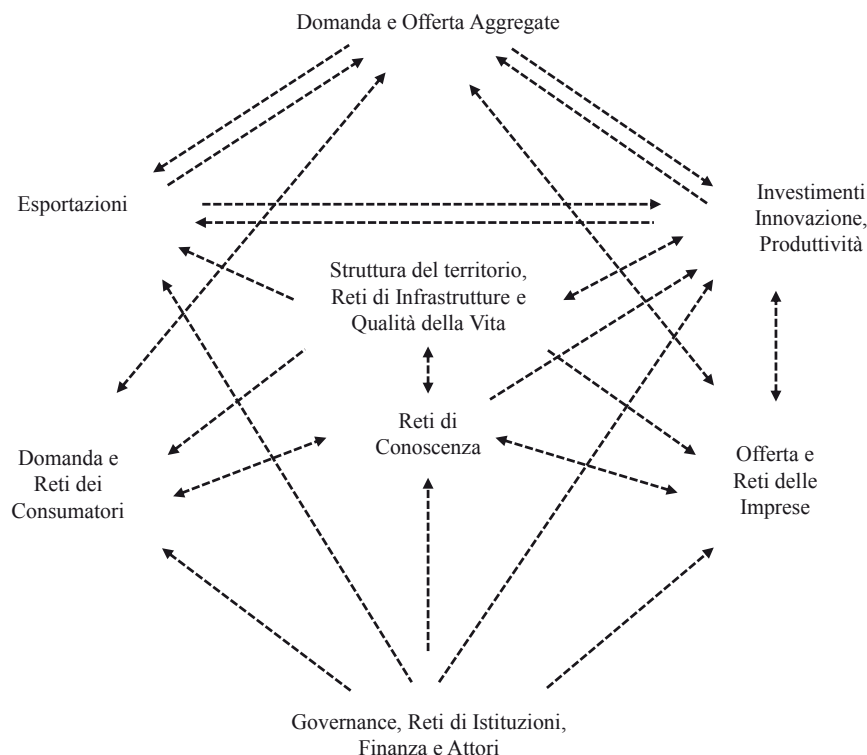 Domanda e Offerta Aggregate
Esportazioni
Investimenti
Innovazione,
Produttività
Struttura del territorio,
Reti di Infrastrutture e
Qualità della Vita
Reti di
Conoscenza
Domanda e
Reti dei
Consumatori
Offerta e
Reti delle
Imprese
Governance, Reti di Istituzioni,
Finanza e Attori